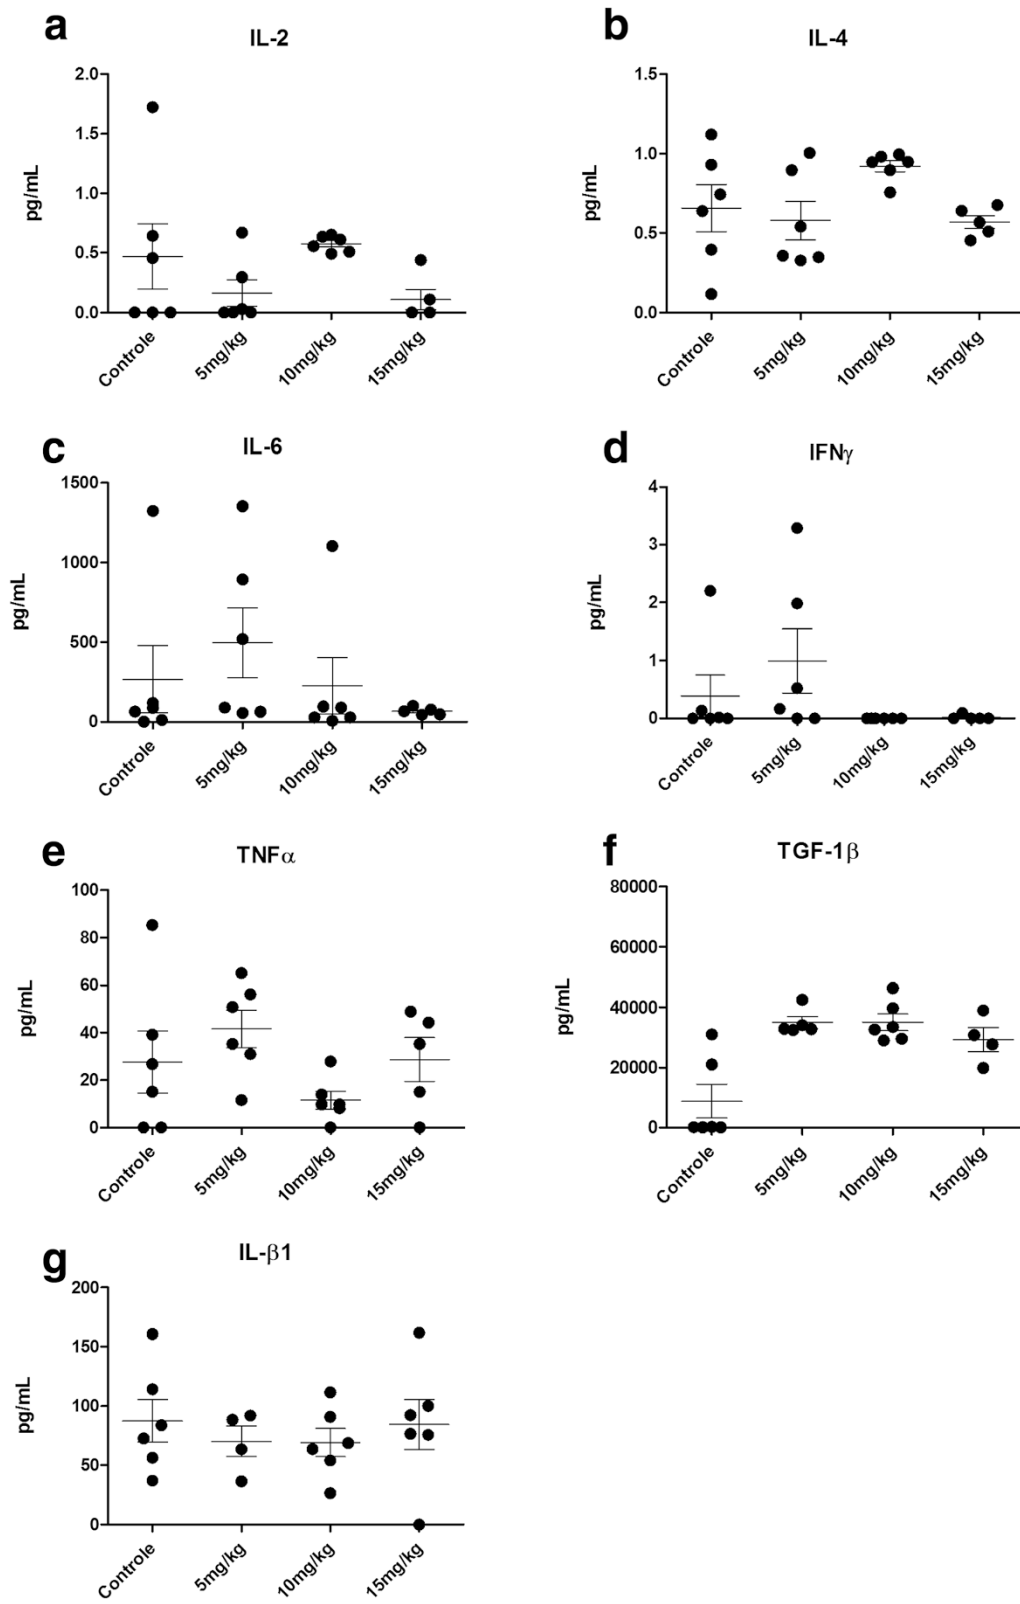 a
IL-2
pg/mL
2.0
1.5
1.0
0.5
0.0
Controle
5mg/kg
10mg/kg
15mg/kg
b
IL-4
pg/mL
1.5
1.0
0.5
0.0
Controle
5mg/kg
10mg/kg
15mg/kg
c
IL-6
pg/mL
1500
1000
500
0
Controle
5mg/kg
10mg/kg
15mg/kg
d
IFNγ
pg/mL
4
3
2
1
0
Controle
5mg/kg
10mg/kg
15mg/kg
e
TNFα
pg/mL
100
80
60
40
20
0
Controle
5mg/kg
10mg/kg
15mg/kg
f
TGF-1β
pg/mL
80000
60000
40000
20000
0
Controle
5mg/kg
10mg/kg
15mg/kg
g
IL-β1
pg/mL
200
150
100
50
0
Controle
5mg/kg
10mg/kg
15mg/kg